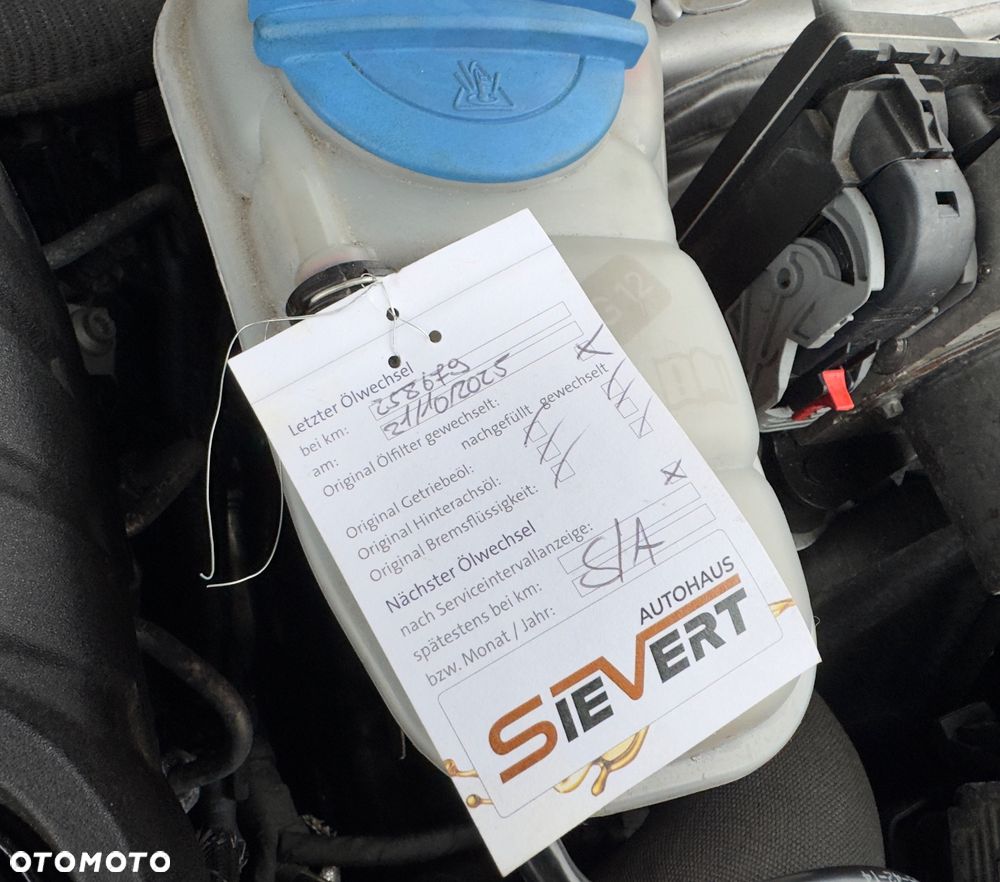 G12
Letzter Ölwechsel
bei km: 258679
am: 21/10/2025
Original Ölfilter gewechselt:
nachgefüllt gewechselt
Original Getriebeöl:
Original Hinterachsöl:
Original Bremsflüssigkeit:
Nächster Ölwechsel
nach Serviceintervallanzeige:
spätestens bei km:
bzw. Monat / Jahr: S/A
AUTOHAUS
SIEVERT
OTOMOTO